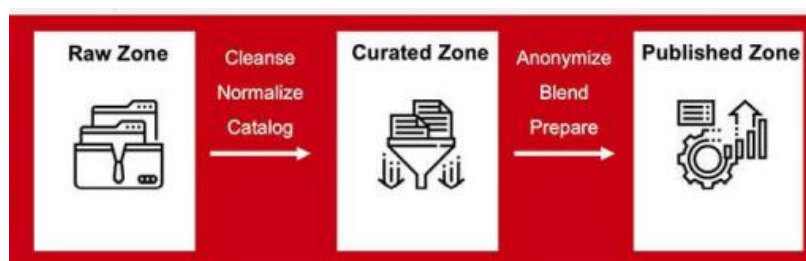 Raw Zone
Cleanse
Normalize
Catalog
Curated Zone
Anonymize
Blend
Prepare
Published Zone